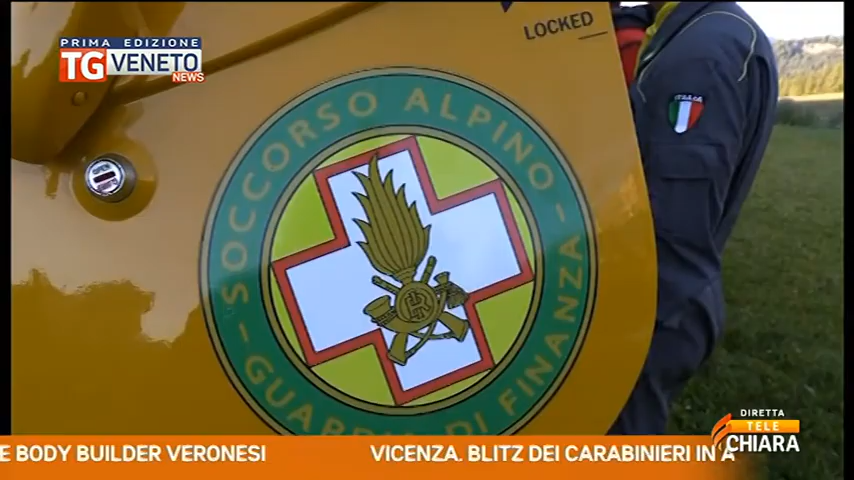 PRIMA EDIZIONE
TG VENETO
NEWS
LOCKED
ITALIA
OPEN
SOCCORSO ALPINO - GUARDIA DI FINANZA -
DIRETTA
TELE
CHIARA
E BODY BUILDER VERONESI
VICENZA. BLITZ DEI CARABINIERI IN A